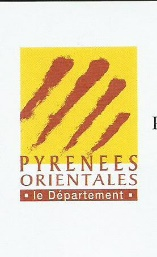 PYRENEES
ORIENTALES
▪ le Département ▪